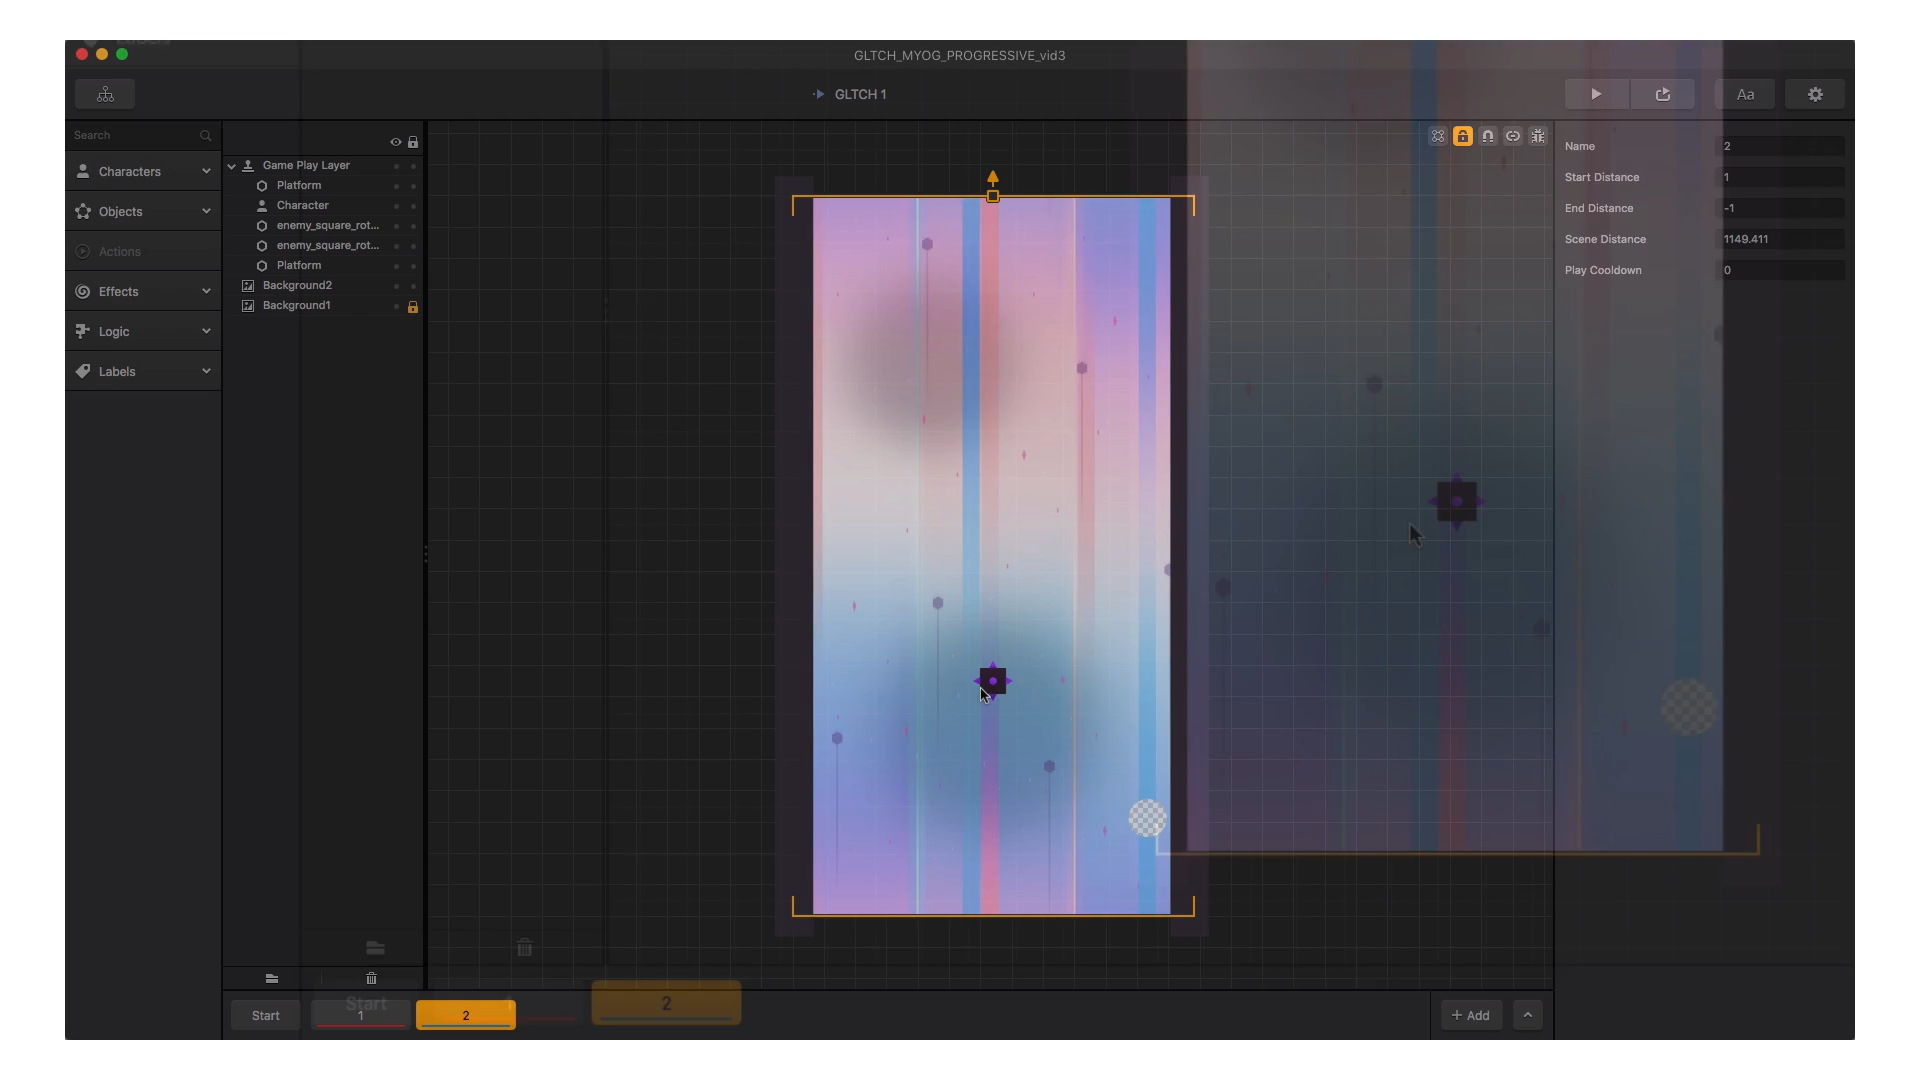 GLTCH_MYOG_PROGRESSIVE_vid3
GLTCH 1
Aa
Search
Characters
Objects
Actions
Effects
Logic
Labels
Game Play Layer
Platform
Character
enemy_square_rot...
enemy_square_rot...
Platform
Background2
Background1
Name 2
Start Distance 1
End Distance -1
Scene Distance 1149.411
Play Cooldown 0
Start
2
Start
1
2
+ Add